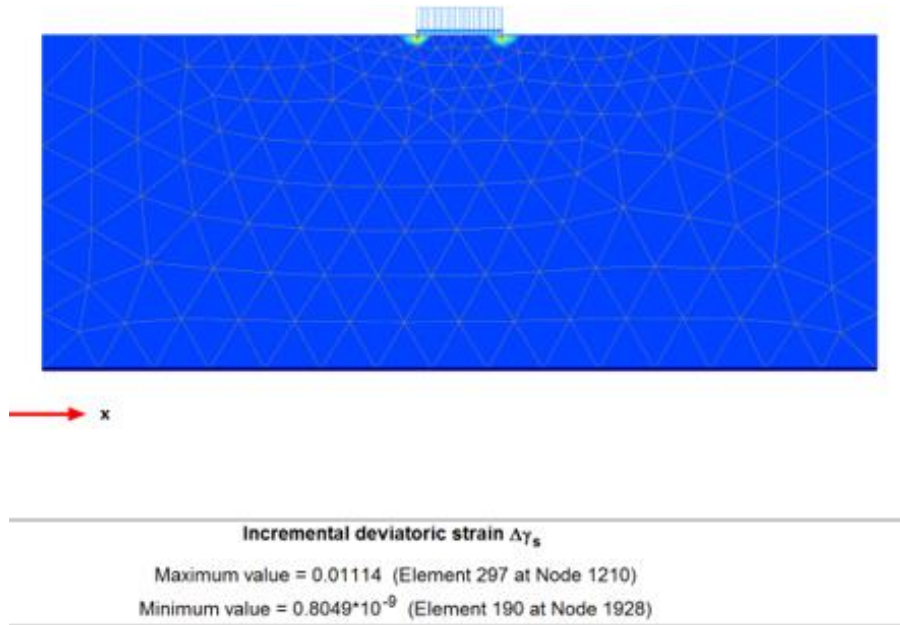 x
Incremental deviatoric strain Δγs
Maximum value = 0.01114 (Element 297 at Node 1210)
Minimum value = 0.8049*10-9 (Element 190 at Node 1928)